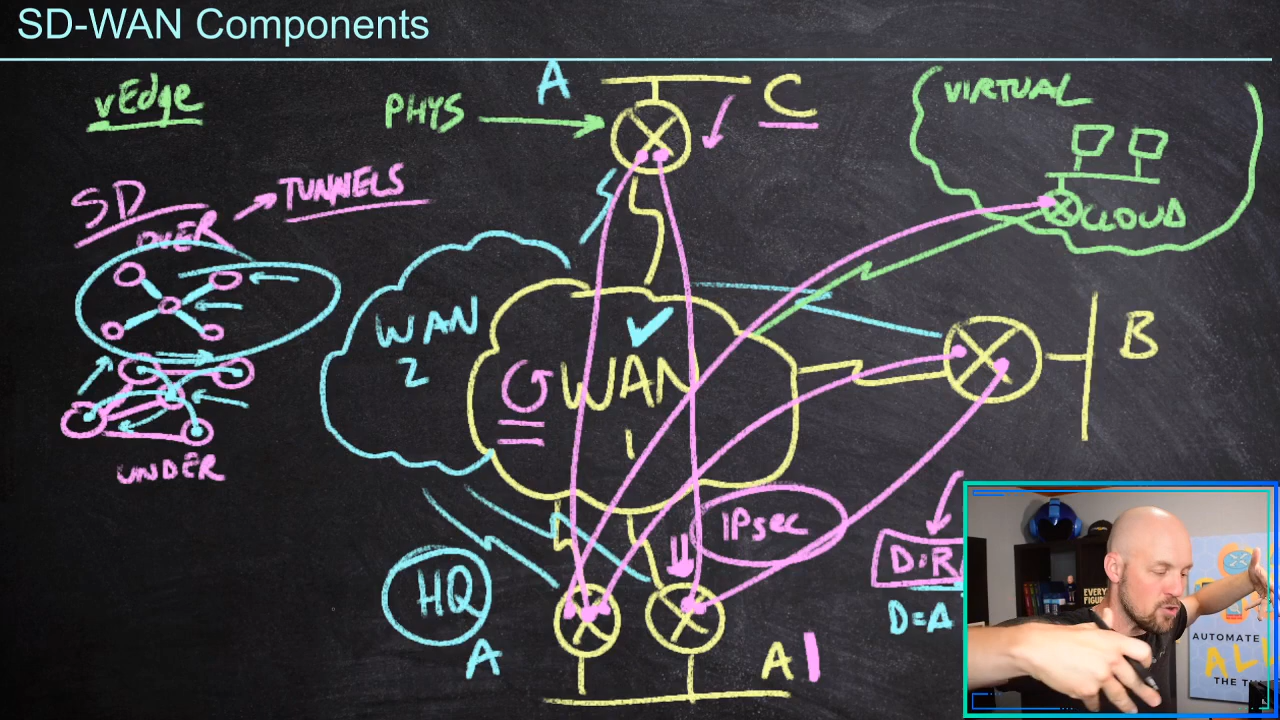 SD-WAN Components
vEdge
PHYS
A
C
VIRTUAL
SD
OVER
TUNNELS
CLOUD
WAN
2
WAN
1
B
UNDER
IPsec
HQ
A
A
D=A
AUTOMATE
ALL
THE
EVERY